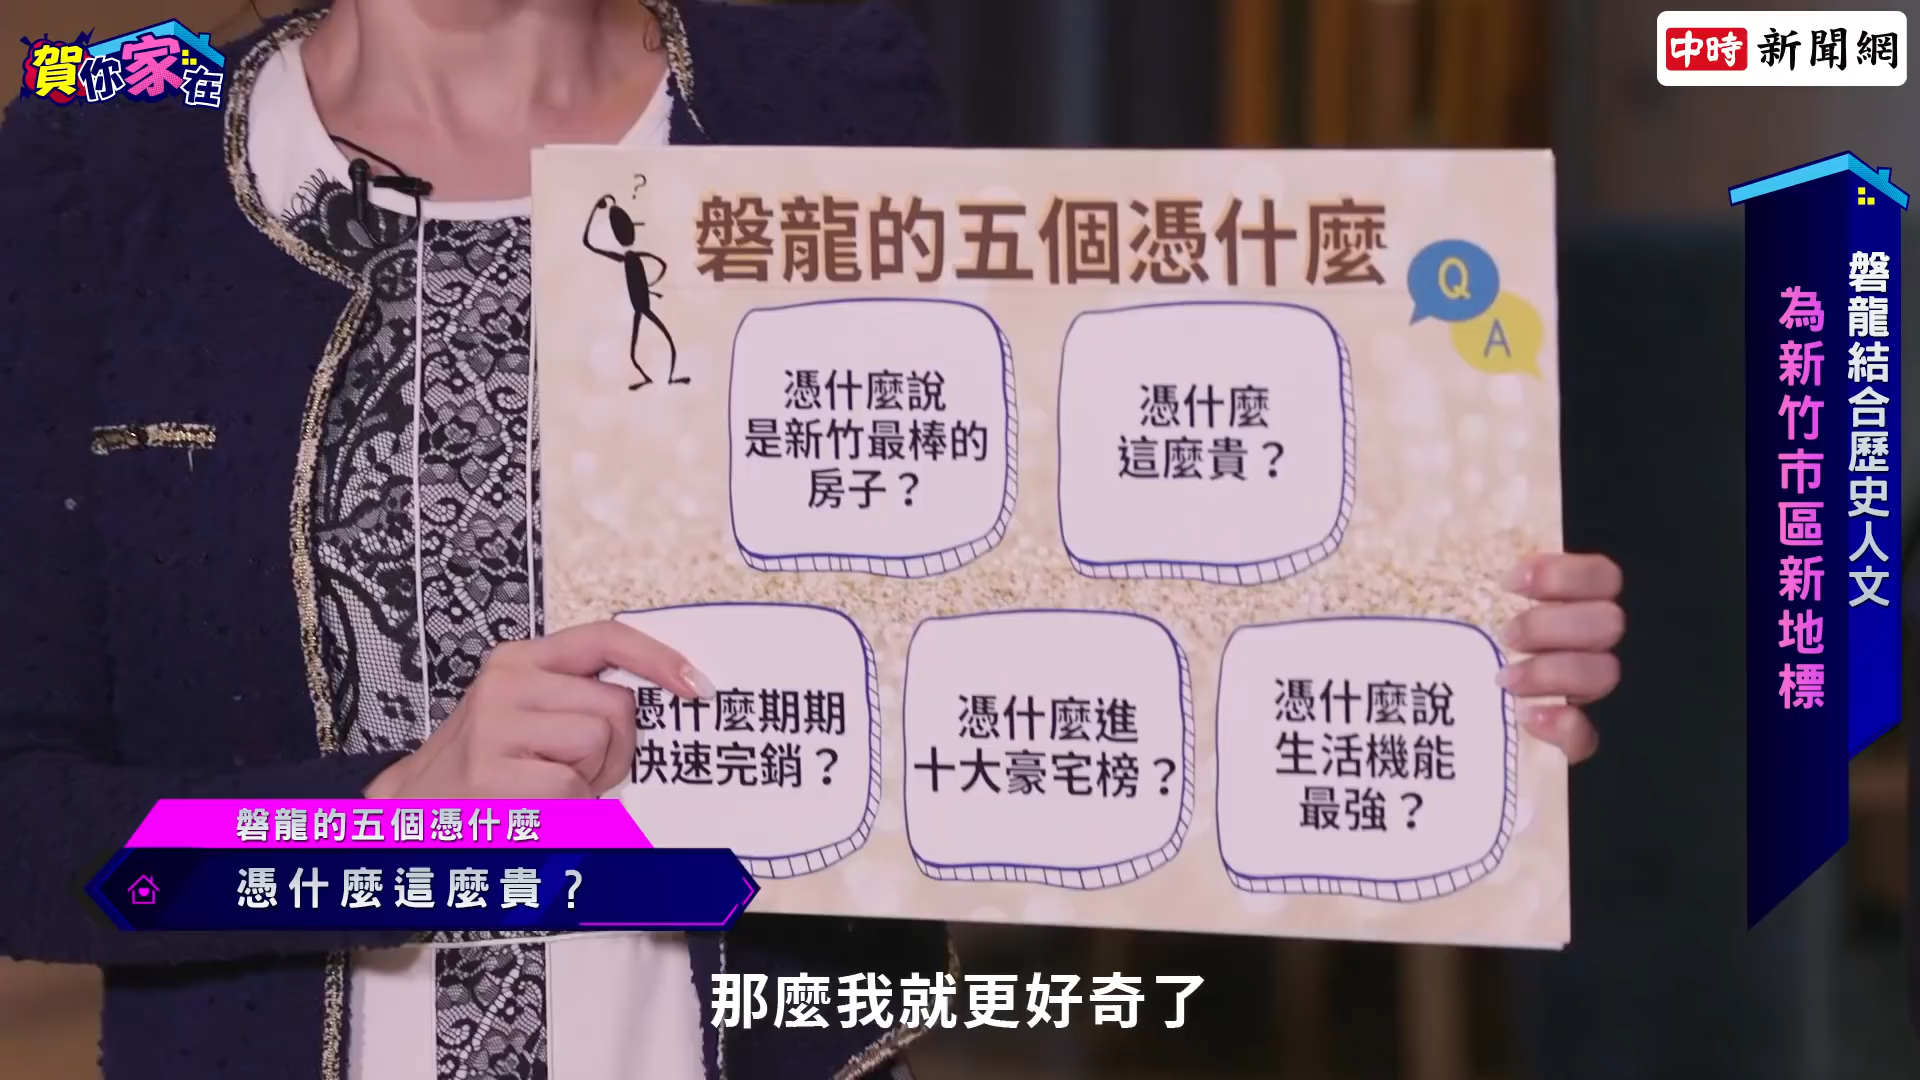 賀你家在
中時 新聞網
?
磐龍的五個憑什麼
Q
A
憑什麼說
是新竹最棒的
房子？
憑什麼
這麼貴？
憑什麼期期
快速完銷？
憑什麼進
十大豪宅榜？
憑什麼說
生活機能
最強？
磐龍結合歷史人文
為新竹市區新地標
磐龍的五個憑什麼
憑什麼這麼貴？
那麼我就更好奇了